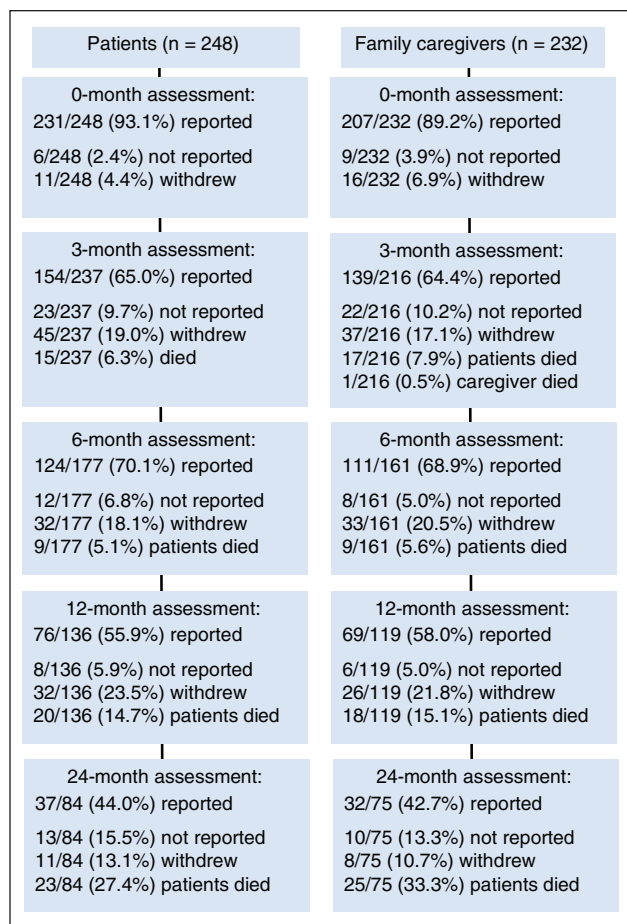 Patients (n = 248)
0-month assessment:
231/248 (93.1%) reported
6/248 (2.4%) not reported
11/248 (4.4%) withdrew
3-month assessment:
154/237 (65.0%) reported
23/237 (9.7%) not reported
45/237 (19.0%) withdrew
15/237 (6.3%) died
6-month assessment:
124/177 (70.1%) reported
12/177 (6.8%) not reported
32/177 (18.1%) withdrew
9/177 (5.1%) patients died
12-month assessment:
76/136 (55.9%) reported
8/136 (5.9%) not reported
32/136 (23.5%) withdrew
20/136 (14.7%) patients died
24-month assessment:
37/84 (44.0%) reported
13/84 (15.5%) not reported
11/84 (13.1%) withdrew
23/84 (27.4%) patients died
Family caregivers (n = 232)
0-month assessment:
207/232 (89.2%) reported
9/232 (3.9%) not reported
16/232 (6.9%) withdrew
3-month assessment:
139/216 (64.4%) reported
22/216 (10.2%) not reported
37/216 (17.1%) withdrew
17/216 (7.9%) patients died
1/216 (0.5%) caregiver died
6-month assessment:
111/161 (68.9%) reported
8/161 (5.0%) not reported
33/161 (20.5%) withdrew
9/161 (5.6%) patients died
12-month assessment:
69/119 (58.0%) reported
6/119 (5.0%) not reported
26/119 (21.8%) withdrew
18/119 (15.1%) patients died
24-month assessment:
32/75 (42.7%) reported
10/75 (13.3%) not reported
8/75 (10.7%) withdrew
25/75 (33.3%) patients died